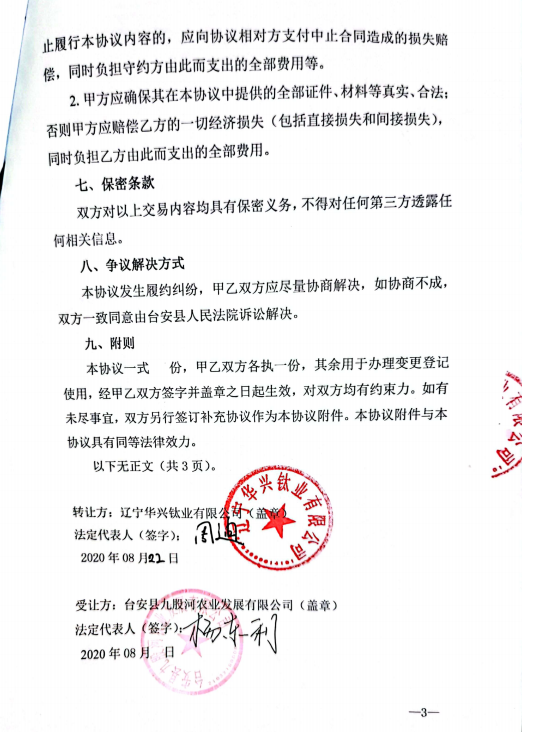 止履行本协议内容的，应向协议相对方支付中止合同造成的损失赔
偿，同时负担守约方由此而支出的全部费用等。
2.甲方应确保其在本协议中提供的全部证件、材料等真实、合法；
否则甲方应赔偿乙方的一切经济损失（包括直接损失和间接损失），
同时负担乙方由此而支出的全部费用。
七、保密条款
双方对以上交易内容均具有保密义务，不得对任何第三方透露任
何相关信息。
八、争议解决方式
本协议发生履约纠纷，甲乙双方应尽量协商解决，如协商不成，
双方一致同意由台安县人民法院诉讼解决。
九、附则
本协议一式　份，甲乙双方各执一份，其余用于办理变更登记
使用，经甲乙双方签字并盖章之日起生效，对双方均有约束力。如有
未尽事宜，双方另行签订补充协议作为本协议附件。本协议附件与本
协议具有同等法律效力。
以下无正文（共 3 页）。
辽宁华兴钛业有限公司
转让方：辽宁华兴钛业有限公司（盖章）
法定代表人（签字）：周
2020 年 08 月22日
受让方：台安县九股河农业发展有限公司（盖章）
法定代表人（签字）：杨东利
2020 年 08 月　日
有限公司
—3—